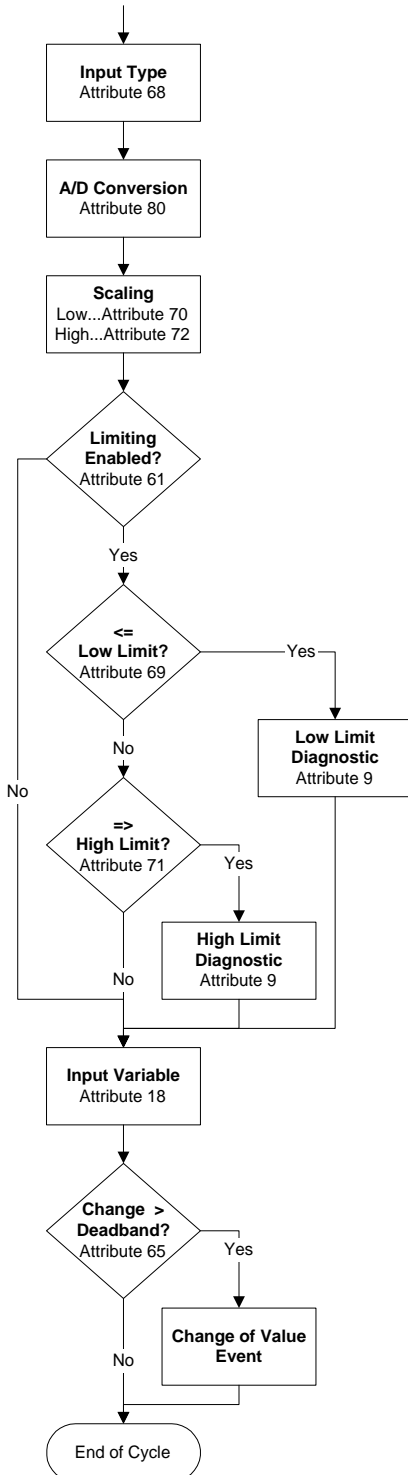 Input Type
Attribute 68
A/D Conversion
Attribute 80
Scaling
Low...Attribute 70
High...Attribute 72
Limiting
Enabled?
Attribute 61
Yes
<=
Low Limit?
Attribute 69
Yes
Low Limit
Diagnostic
Attribute 9
No
No
=>
High Limit?
Attribute 71
Yes
High Limit
Diagnostic
Attribute 9
No
Input Variable
Attribute 18
Change >
Deadband?
Attribute 65
Yes
Change of Value
Event
No
End of Cycle